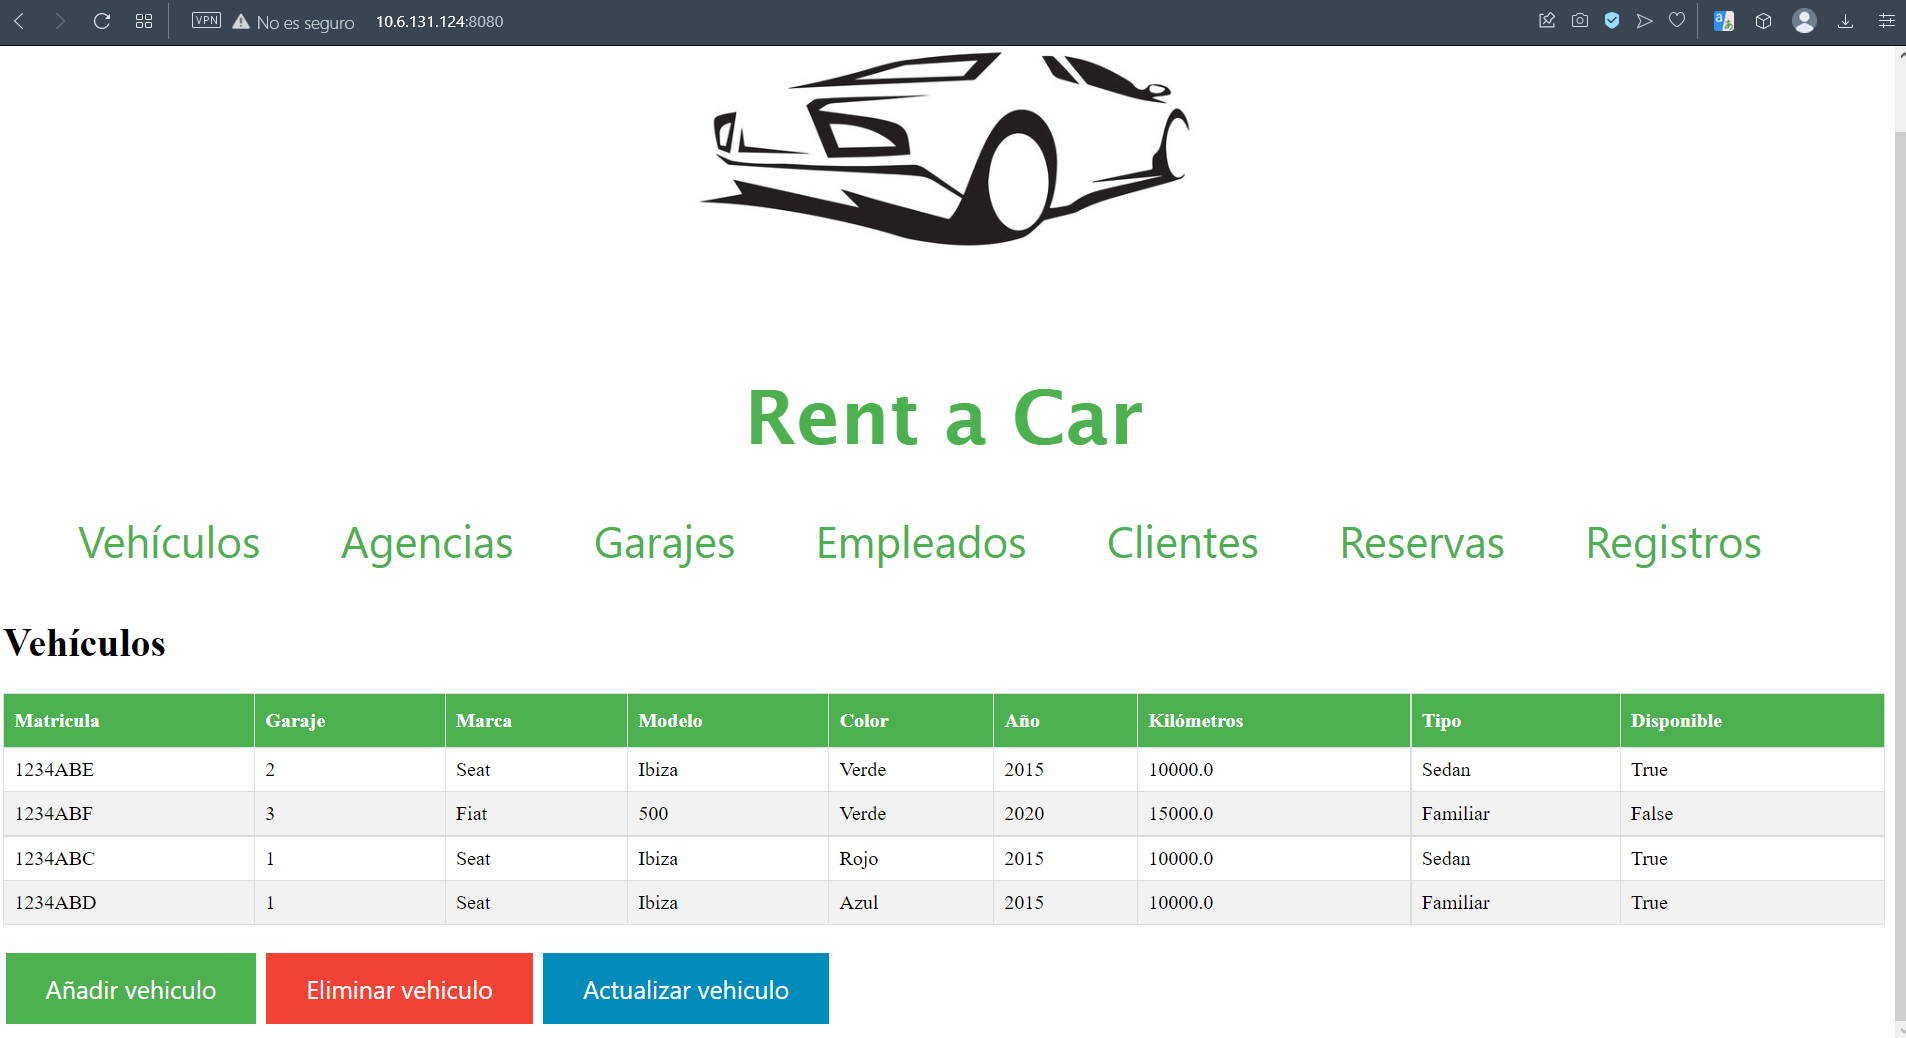 VPN No es seguro 10.6.131.124:8080
Rent a Car
Vehículos Agencias Garajes Empleados Clientes Reservas Registros
Vehículos
Matricula Garaje Marca Modelo Color Año Kilómetros Tipo Disponible
1234ABE 2 Seat Ibiza Verde 2015 10000.0 Sedan True
1234ABF 3 Fiat 500 Verde 2020 15000.0 Familiar False
1234ABC 1 Seat Ibiza Rojo 2015 10000.0 Sedan True
1234ABD 1 Seat Ibiza Azul 2015 10000.0 Familiar True
Añadir vehiculo Eliminar vehiculo Actualizar vehiculo